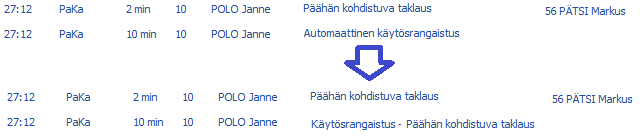 27:12 PaKa 2 min 10 POLO Janne Päähän kohdistuva taklaus 56 PÄTSI Markus
27:12 PaKa 10 min 10 POLO Janne Automaattinen käytösrangaistus
27:12 PaKa 2 min 10 POLO Janne Päähän kohdistuva taklaus 56 PÄTSI Markus
27:12 PaKa 10 min 10 POLO Janne Käytösrangaistus - Päähän kohdistuva taklaus